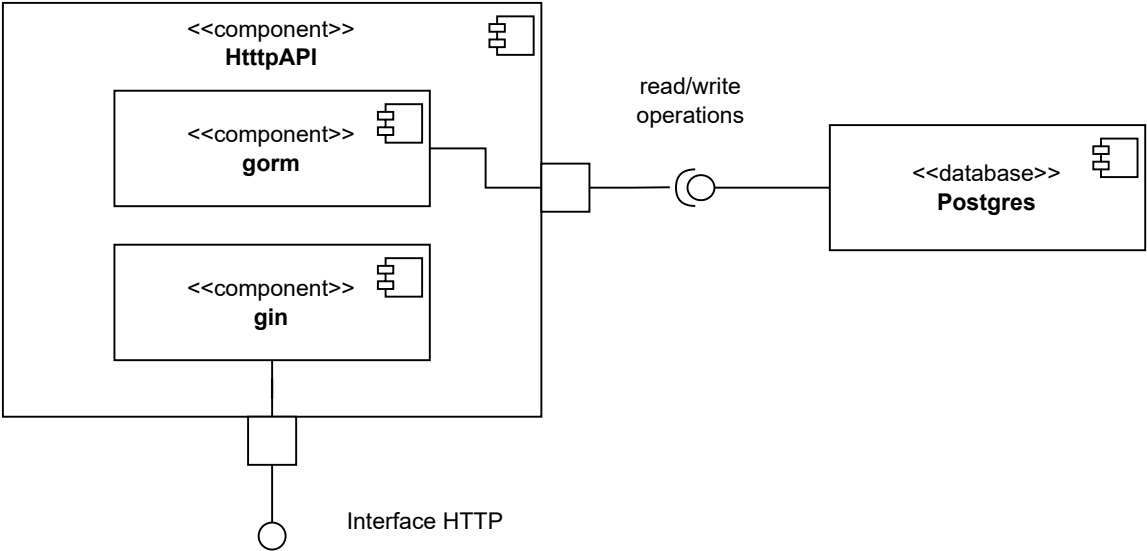 <<component>>
HtttpAPI
<<component>>
gorm
<<component>>
gin
read/write
operations
<<database>>
Postgres
Interface HTTP